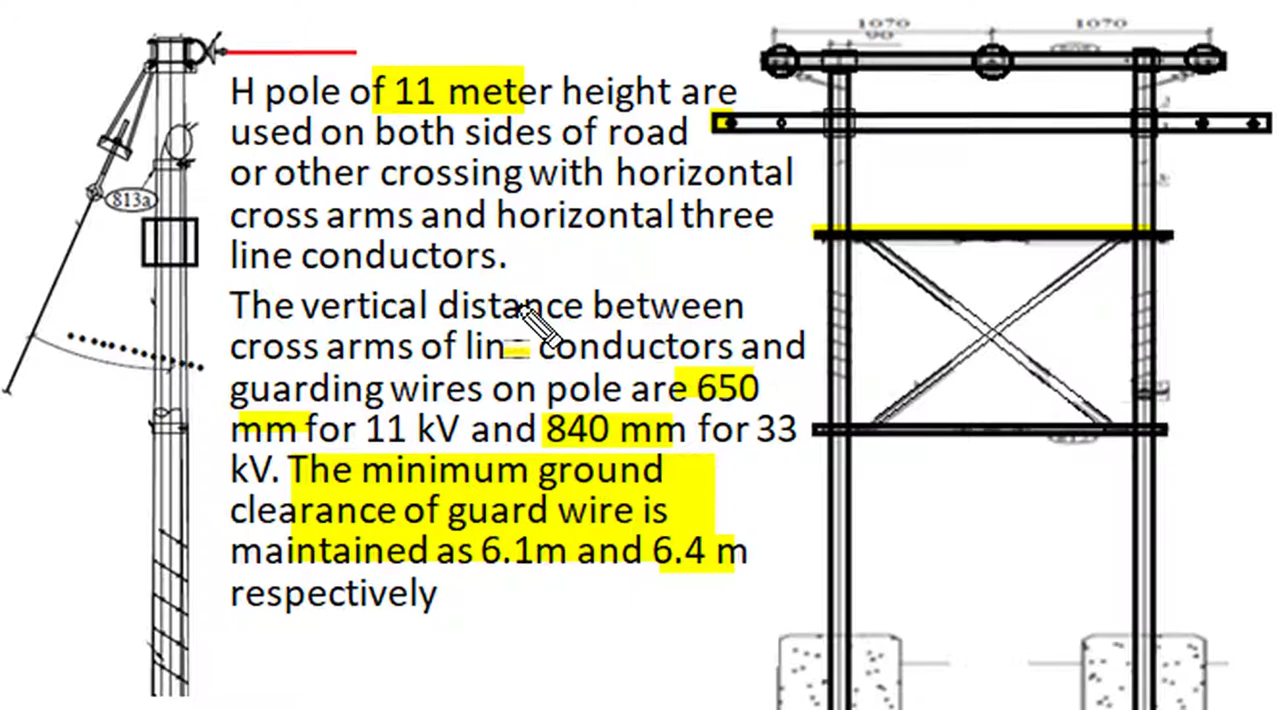 1070 1070
90
H pole of 11 meter height are
used on both sides of road
or other crossing with horizontal
cross arms and horizontal three
line conductors.
The vertical distance between
cross arms of line conductors and
guarding wires on pole are 650
mm for 11 kV and 840 mm for 33
kV. The minimum ground
clearance of guard wire is
maintained as 6.1m and 6.4 m
respectively
813a